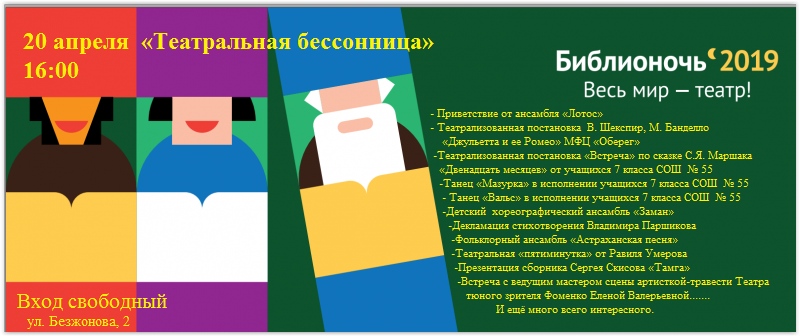 20 апреля «Театральная бессонница»
16:00
Библионочь 2019
Весь мир — театр!
- Приветствие от ансамбля «Лотос»
- Театрализованная постановка В. Шекспир, М. Банделло
«Джульетта и ее Ромео» МФЦ «Оберег»
-Театрализованная постановка «Встреча» по сказке С.Я. Маршака
«Двенадцать месяцев» от учащихся 7 класса СОШ № 55
-Танец «Мазурка» в исполнении учащихся 7 класса СОШ № 55
- Танец «Вальс» в исполнении учащихся 7 класса СОШ № 55
-Детский хореографический ансамбль «Заман»
-Декламация стихотворения Владимира Паршикова
-Фольклорный ансамбль «Астраханская песня»
-Театральная «пятиминутка» от Равиля Умерова
-Презентация сборника Сергея Скисова «Тамга»
-Встреча с ведущим мастером сцены артисткой-травести Театра
тюного зрителя Фоменко Еленой Валерьевной.......
И ещё много всего интересного.
Вход свободный
ул. Безжонова, 2